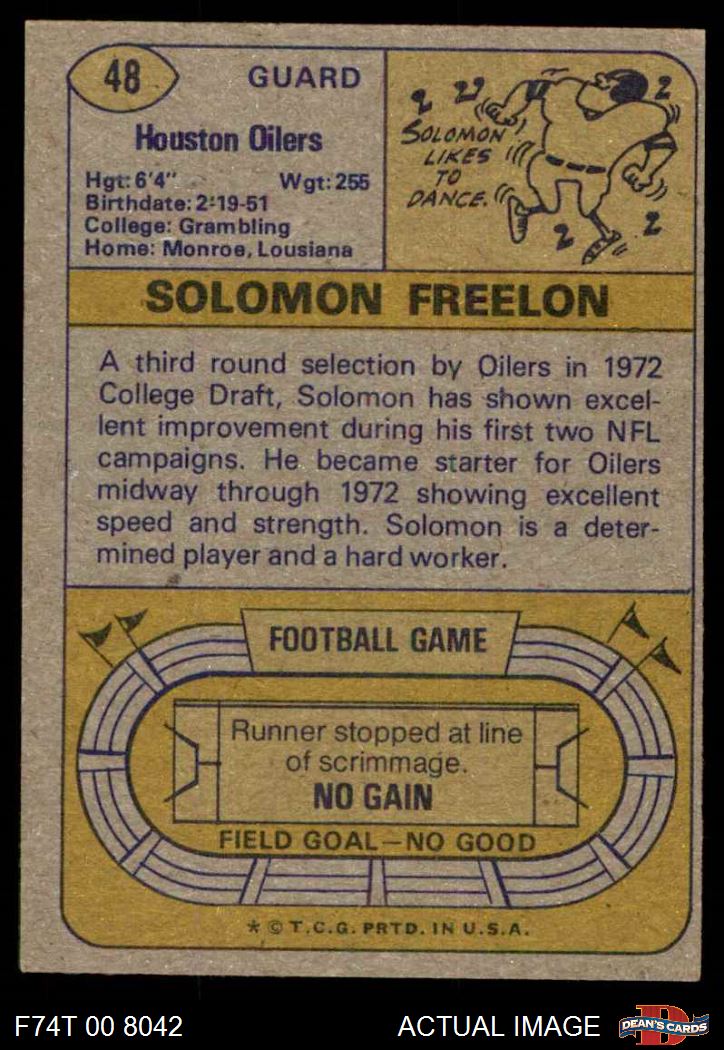 48
GUARD
Houston Oilers
Hgt: 6'4" Wgt: 255
Birthdate: 2-19-51
College: Grambling
Home: Monroe, Lousiana
SOLOMON
LIKES
TO
DANCE.
SOLOMON FREELON
A third round selection by Oilers in 1972
College Draft, Solomon has shown excel-
lent improvement during his first two NFL
campaigns. He became starter for Oilers
midway through 1972 showing excellent
speed and strength. Solomon is a deter-
mined player and a hard worker.
FOOTBALL GAME
Runner stopped at line
of scrimmage.
NO GAIN
FIELD GOAL—NO GOOD
* © T.C.G. PRTD. IN U.S.A.
F74T 00 8042 ACTUAL IMAGE
D
DEAN'S CARDS